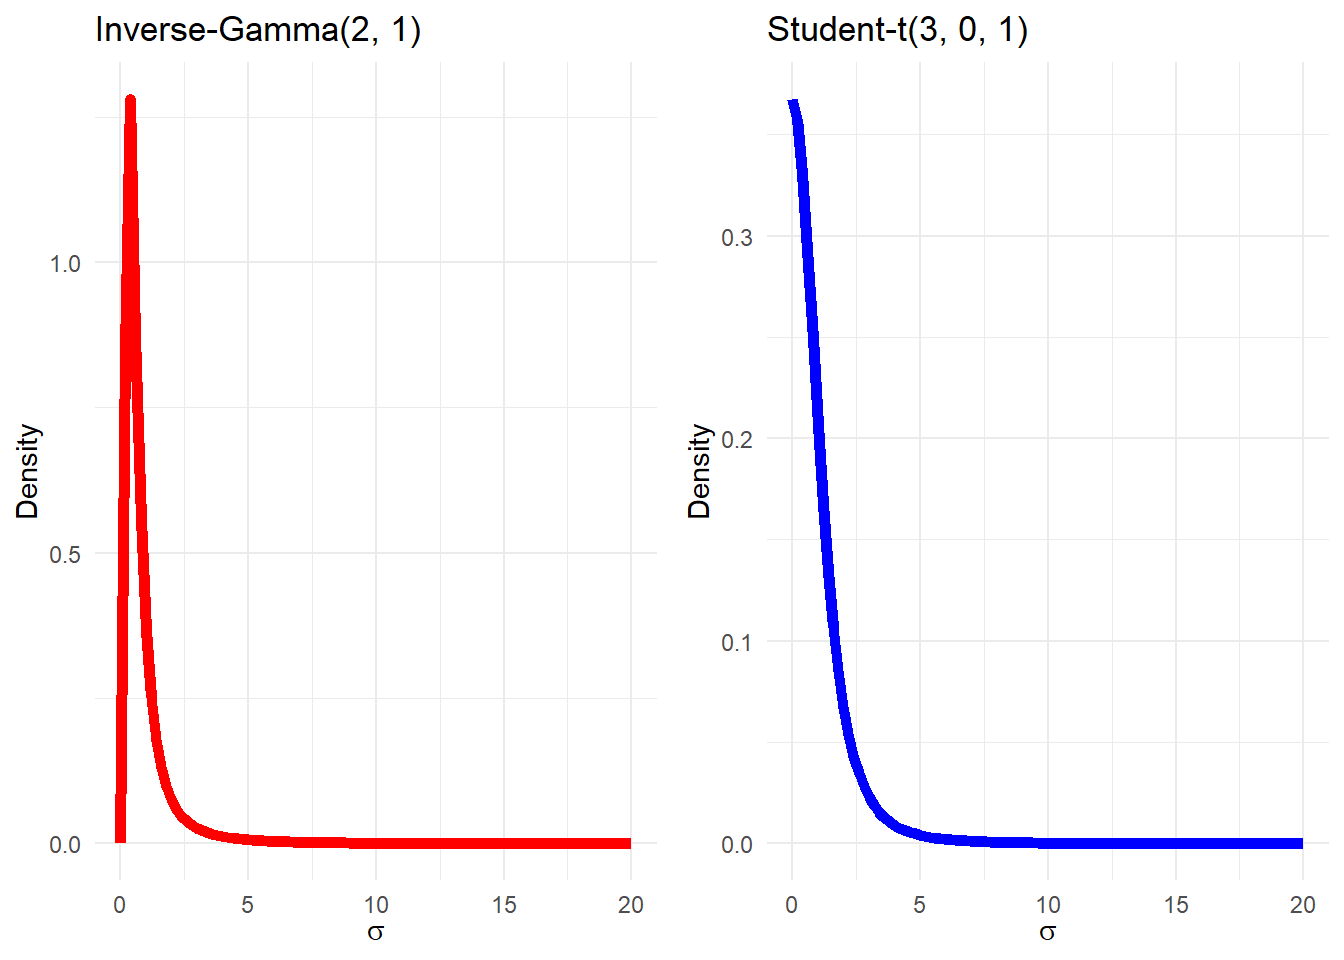 Inverse-Gamma(2, 1)
Density
1.0
0.5
0.0
0 5 10 15 20
σ
Student-t(3, 0, 1)
Density
0.3
0.2
0.1
0.0
0 5 10 15 20
σ